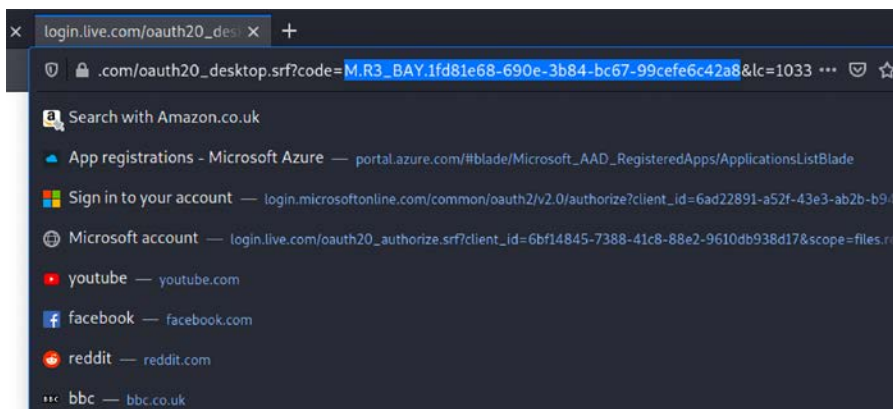 login.live.com/oauth20_des
.com/oauth20_desktop.srf?code=M.R3_BAY.1fd81e68-690e-3b84-bc67-99cefe6c42a8&lc=1033
Search with Amazon.co.uk
App registrations - Microsoft Azure — portal.azure.com/#blade/Microsoft_AAD_RegisteredApps/ApplicationsListBlade
Sign in to your account — login.microsoftonline.com/common/oauth2/v2.0/authorize?client_id=6ad22891-a52f-43e3-ab2b-b94
Microsoft account — login.live.com/oauth20_authorize.srf?client_id=6bf14845-7388-41c8-88e2-9610db938d17&scope=files.r
youtube — youtube.com
facebook — facebook.com
reddit — reddit.com
BBC bbc — bbc.co.uk